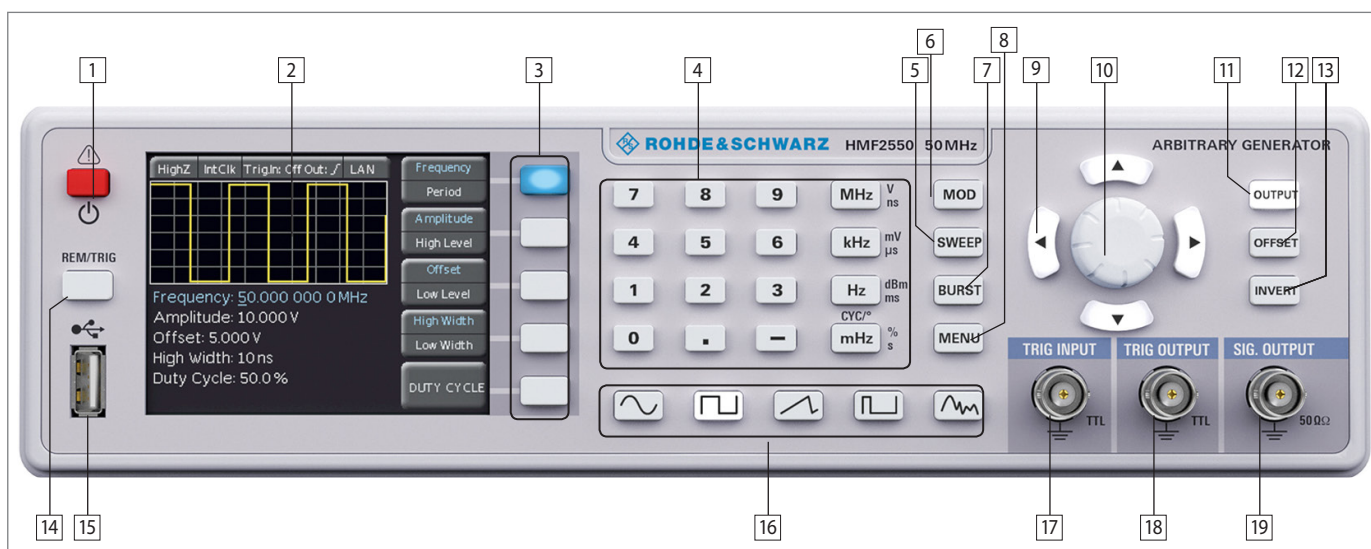 1
2
3
4
5
6
7
8
9
10
11
12
13
ROHDE & SCHWARZ HMF2550 50 MHz
ARBITRARY GENERATOR
HighZ IntClk Trig.In: Off Out: LAN
Frequency
Period
Amplitude
High Level
Offset
Low Level
High Width
Low Width
DUTY CYCLE
Frequency: 50.000 000 0 MHz
Amplitude: 10.000 V
Offset: 5.000 V
High Width: 10 ns
Duty Cycle: 50.0 %
REM/TRIG
7 8 9 MHz V ns
4 5 6 kHz mV µs
1 2 3 Hz dBm ms
CYC/°
0 . – mHz % s
MOD
SWEEP
BURST
MENU
OUTPUT
OFFSET
INVERT
TRIG INPUT
TRIG OUTPUT
SIG. OUTPUT
TTL
TTL
50ΩΩ
14
15
16
17
18
19